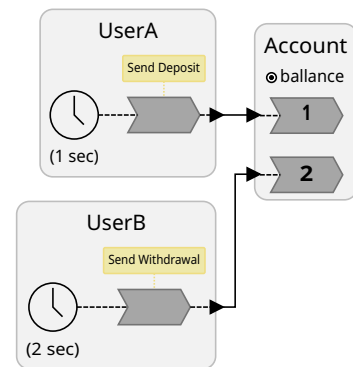 UserA
Send Deposit
(1 sec)
Account
ballance
1
2
UserB
Send Withdrawal
(2 sec)